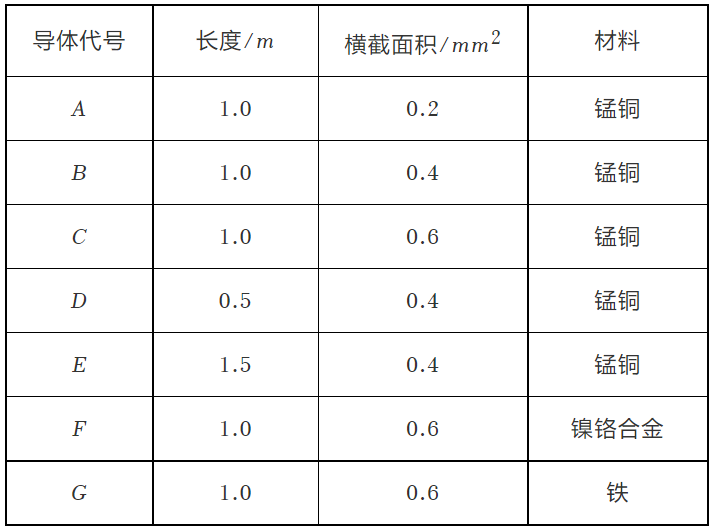 导体代号 长度/m 横截面积/mm² 材料
A 1.0 0.2 锰铜
B 1.0 0.4 锰铜
C 1.0 0.6 锰铜
D 0.5 0.4 锰铜
E 1.5 0.4 锰铜
F 1.0 0.6 镍铬合金
G 1.0 0.6 铁